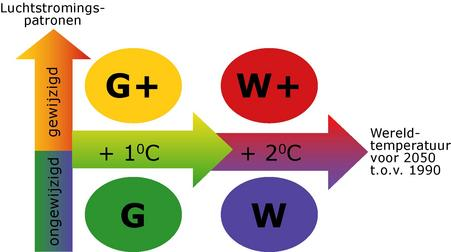 Luchtstromings-
patronen
gewijzigd
ongewijzigd
G+
W+
+ 1⁰C
+ 2⁰C
G
W
Wereld-
temperatuur
voor 2050
t.o.v. 1990